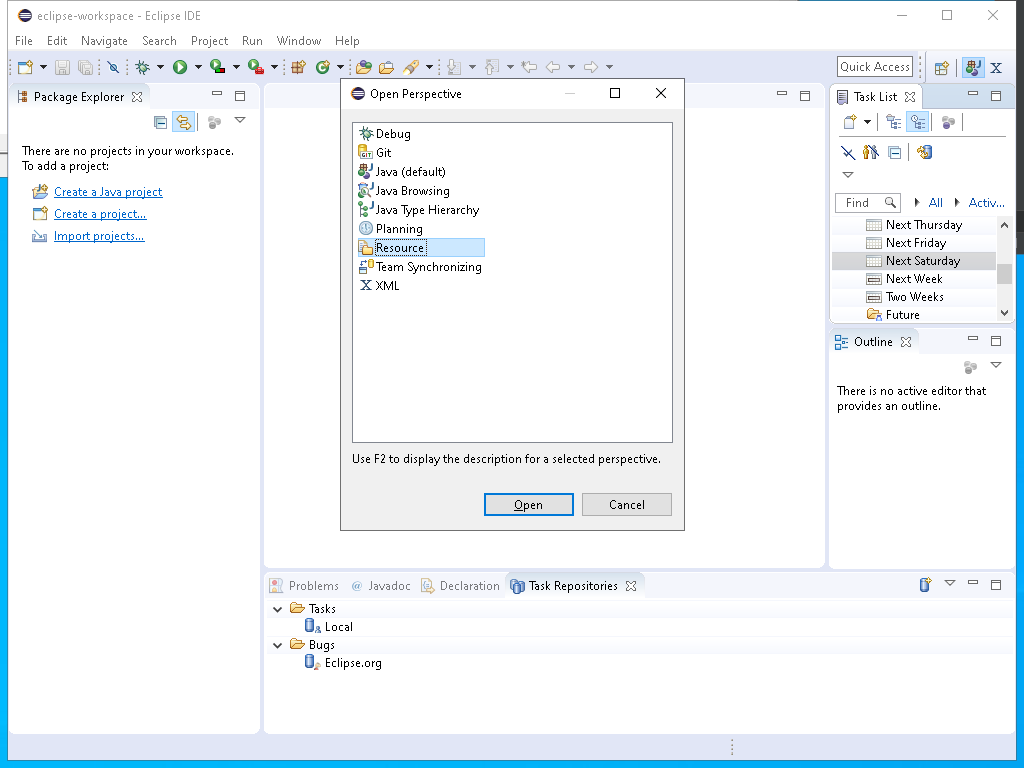 eclipse-workspace - Eclipse IDE
File Edit Navigate Search Project Run Window Help
Quick Access
Package Explorer
There are no projects in your workspace.
To add a project:
Create a Java project
Create a project...
Import projects...
Open Perspective
Debug
GIT Git
Java (default)
Java Browsing
Java Type Hierarchy
Planning
Resource
Team Synchronizing
X XML
Use F2 to display the description for a selected perspective.
Open Cancel
Task List
Find All Activ...
Next Thursday
Next Friday
Next Saturday
Next Week
Two Weeks
Future
Outline
There is no active editor that
provides an outline.
Problems @ Javadoc Declaration Task Repositories
Tasks
Local
Bugs
Eclipse.org